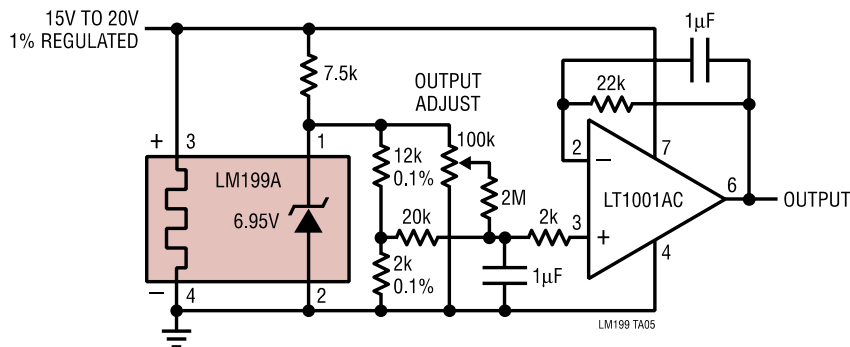 15V TO 20V
1% REGULATED
7.5k
OUTPUT
ADJUST
1µF
22k
+
3
1
LM199A
6.95V
12k
0.1%
100k
2M
20k
2k
2
−
7
LT1001AC
6
OUTPUT
3
+
4
−
4
2
2k
0.1%
1µF
LM199 TA05